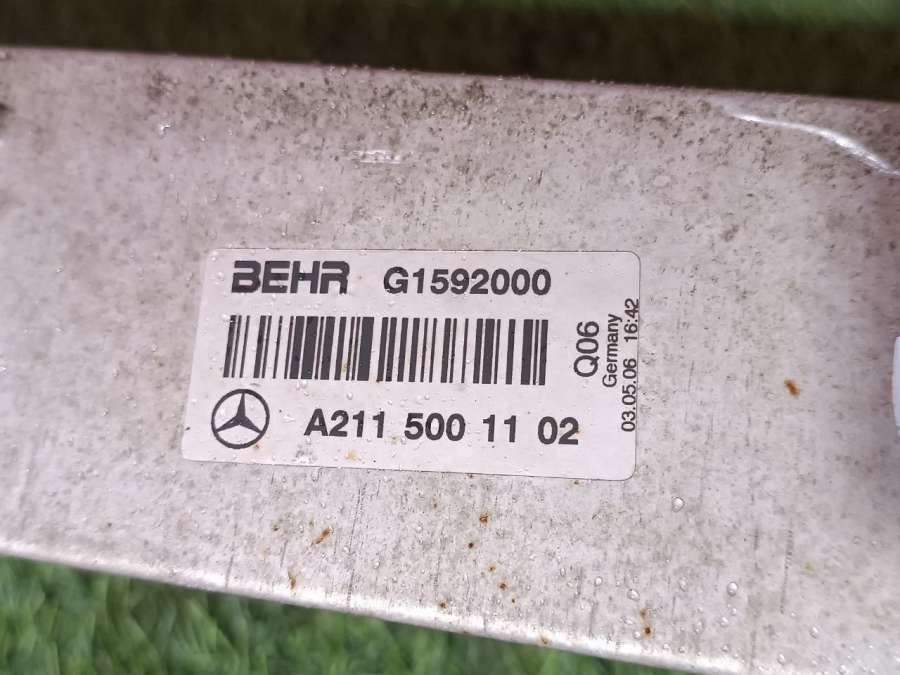 BEHR G1592000
Q06
Germany
03.05.06 16:42
A211 500 11 02